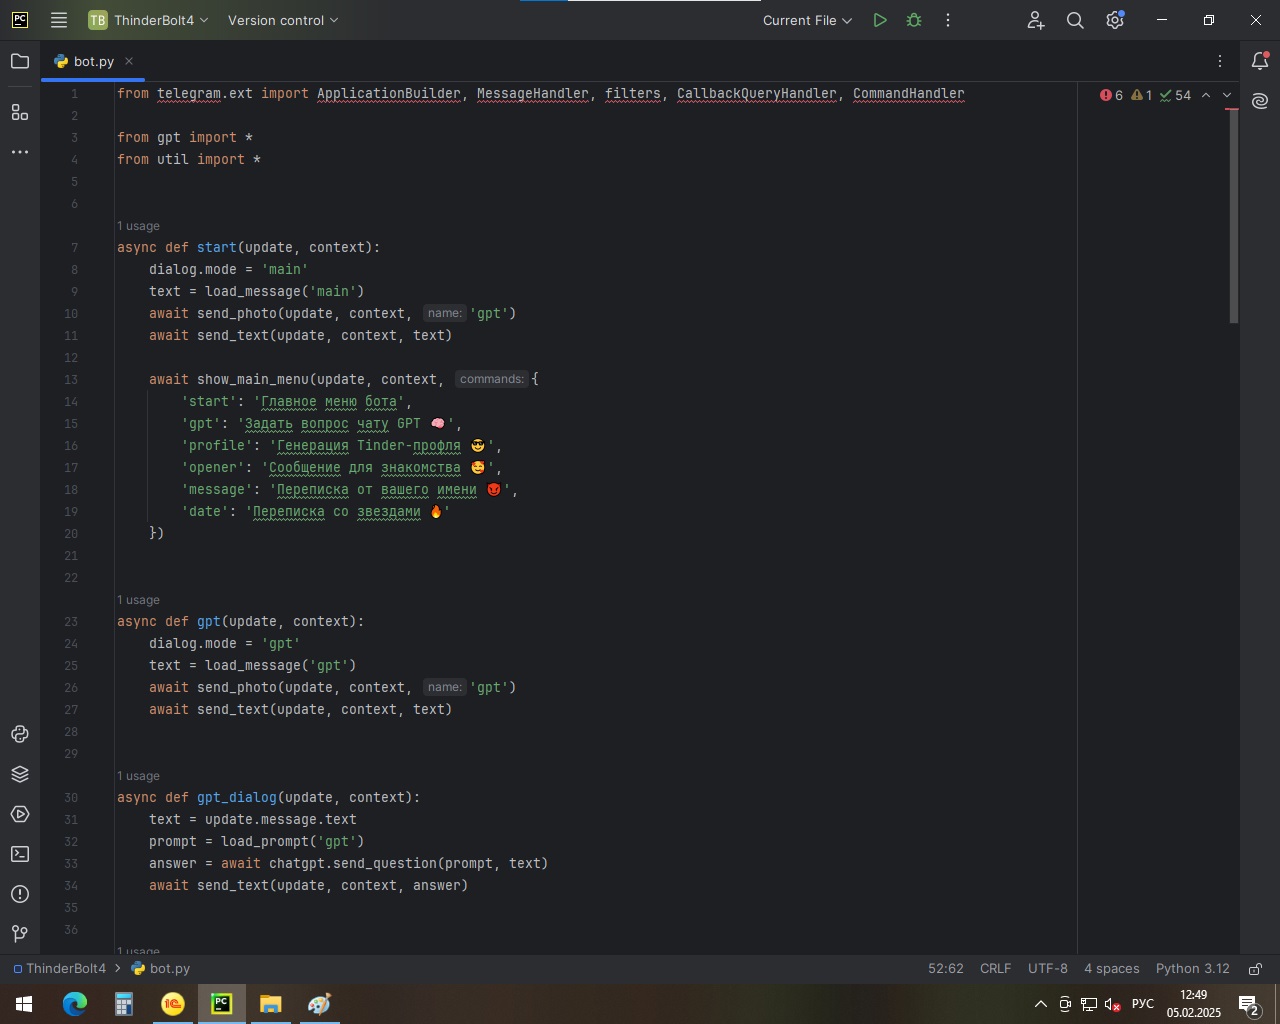 PC TB ThinderBolt4 Version control Current File
bot.py
6 1 54
1 from telegram.ext import ApplicationBuilder, MessageHandler, filters, CallbackQueryHandler, CommandHandler
2
3 from gpt import *
4 from util import *
5
6
1 usage
7 async def start(update, context):
8 dialog.mode = 'main'
9 text = load_message('main')
10 await send_photo(update, context, name: 'gpt')
11 await send_text(update, context, text)
12
13 await show_main_menu(update, context, commands: {
14 'start': 'Главное меню бота',
15 'gpt': 'Задать вопрос чату GPT 🧠',
16 'profile': 'Генерация Tinder-профля 😎',
17 'opener': 'Сообщение для знакомства 🥰',
18 'message': 'Переписка от вашего имени 😈',
19 'date': 'Переписка со звездами 🔥'
20 })
21
22
1 usage
23 async def gpt(update, context):
24 dialog.mode = 'gpt'
25 text = load_message('gpt')
26 await send_photo(update, context, name: 'gpt')
27 await send_text(update, context, text)
28
29
1 usage
30 async def gpt_dialog(update, context):
31 text = update.message.text
32 prompt = load_prompt('gpt')
33 answer = await chatgpt.send_question(prompt, text)
34 await send_text(update, context, answer)
35
36
1 usage
ThinderBolt4 > bot.py 52:62 CRLF UTF-8 4 spaces Python 3.12
1С PC РУС 12:49
05.02.2025 2